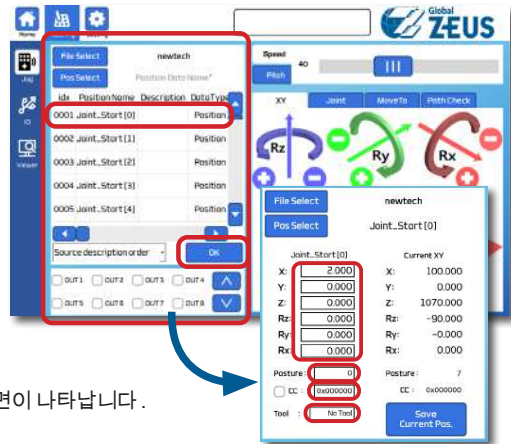 Global
ZEUS
Home
Jog
IO
Viewer
File Select newtech
Pos Select Position Data Name*
idx PositionName Description DataType
0001 Joint_Start[0] Position
0002 Joint_Start[1] Position
0003 Joint_Start[2] Position
0004 Joint_Start[3] Position
0005 Joint_Start[4] Position
Source description order OK
OUT1 OUT2 OUT3 OUT4
OUT5 OUT6 OUT7 OUT8
Speed 40
Pitch
XY Joint MoveTo Path Check
Rz Ry Rx
File Select newtech
Pos Select Joint_Start[0]
Joint_Start[0] Current XY
X: 2.000 X: 100.000
Y: 0.000 Y: 0.000
Z: 0.000 Z: 1070.000
Rz: 0.000 Rz: -90.000
Ry: 0.000 Ry: -0.000
Rx: 0.000 Rx: 0.000
Posture: 0 Posture: 7
CC : 0x000000 CC : 0x000000
Tool : No Tool Save
Current Pos.
면이 나타납니다.